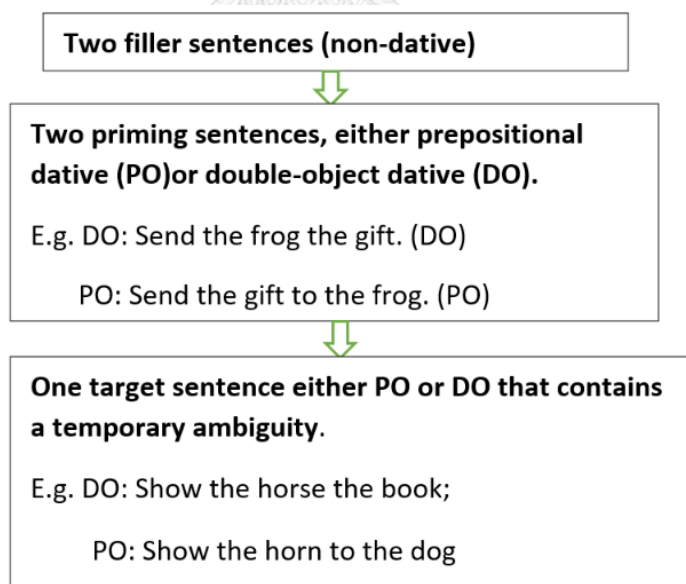 Two filler sentences (non-dative)
Two priming sentences, either prepositional
dative (PO)or double-object dative (DO).
E.g. DO: Send the frog the gift. (DO)
PO: Send the gift to the frog. (PO)
One target sentence either PO or DO that contains
a temporary ambiguity.
E.g. DO: Show the horse the book;
PO: Show the horn to the dog